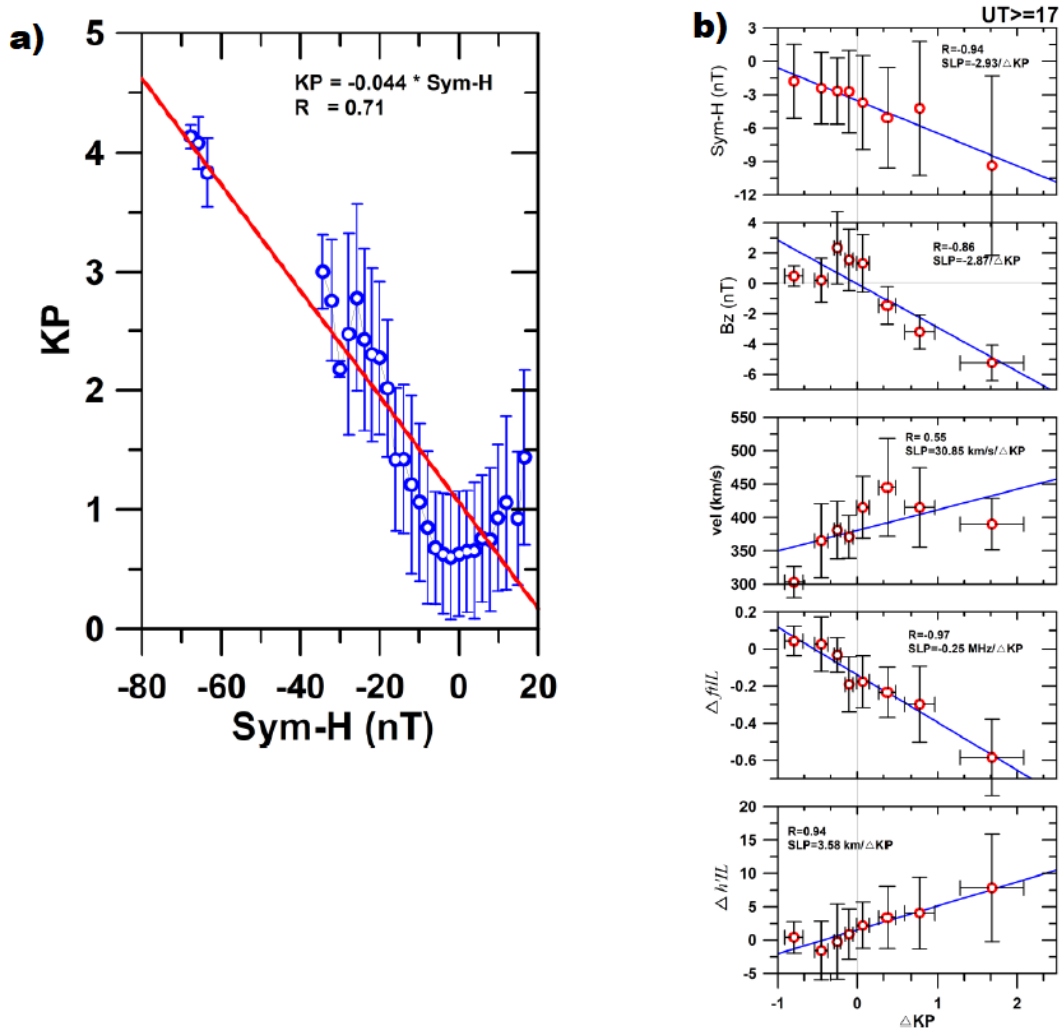 a)
5
4
3
2
1
0
KP
KP = -0.044 * Sym-H
R = 0.71
-80 -60 -40 -20 0 20
Sym-H (nT)
b)
UT>=17
3
0
-3
-6
-9
-12
Sym-H (nT)
R=-0.94
SLP=-2.93/△KP
4
2
0
-2
-4
-6
Bz (nT)
R=-0.86
SLP=-2.87/△KP
550
500
450
400
350
300
vel (km/s)
R= 0.55
SLP=30.85 km/s/△KP
0.2
0
-0.2
-0.4
-0.6
△ftIL
R=-0.97
SLP=-0.25 MHz/△KP
20
15
10
5
0
-5
△h'IL
R=0.94
SLP=3.58 km/△KP
-1 0 1 2
△KP